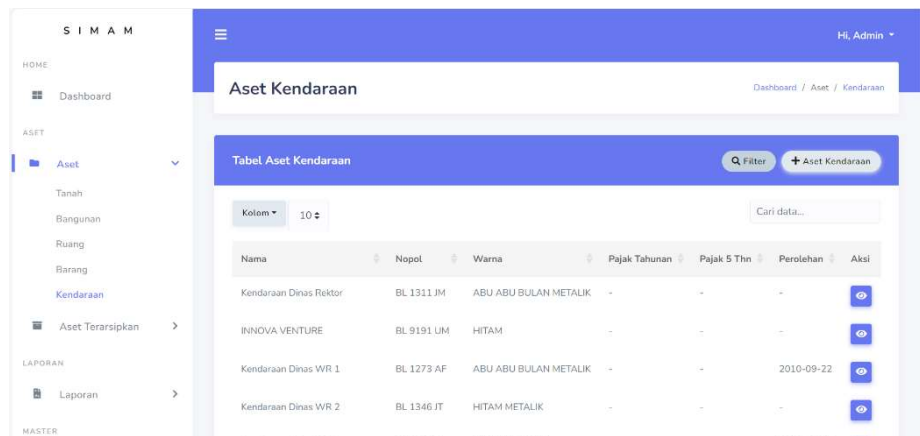 S I M A M
Hi, Admin
HOME
Dashboard
Aset Kendaraan
Dashboard / Aset / Kendaraan
ASET
Aset
Tabel Aset Kendaraan
Filter
+ Aset Kendaraan
Tanah
Bangunan
Ruang
Barang
Kendaraan
Aset Terarsipkan
LAPORAN
Laporan
MASTER
Kolom
10
Cari data...
Nama Nopol Warna Pajak Tahunan Pajak 5 Thn Perolehan Aksi
Kendaraan Dinas Rektor BL 1311 JM ABU ABU BULAN METALIK - - -
INNOVA VENTURE BL 9191 UM HITAM - - -
Kendaraan Dinas WR 1 BL 1273 AF ABU ABU BULAN METALIK - - 2010-09-22
Kendaraan Dinas WR 2 BL 1346 JT HITAM METALIK - - -